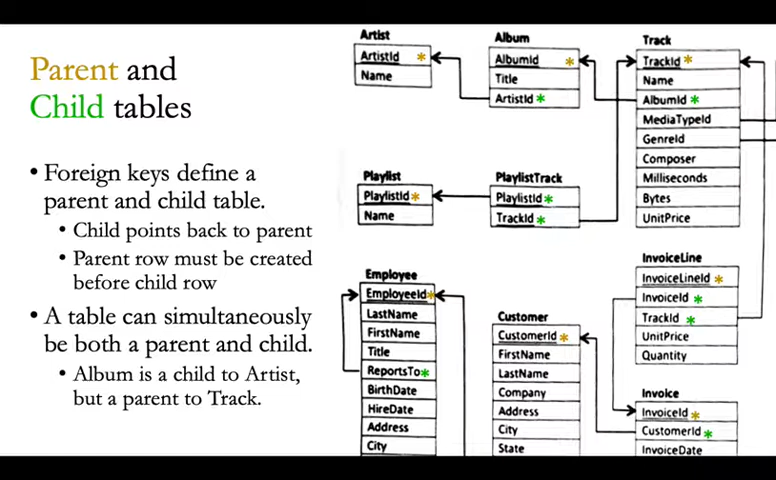 Parent and
Child tables
• Foreign keys define a
parent and child table.
• Child points back to parent
• Parent row must be created
before child row
• A table can simultaneously
be both a parent and child.
• Album is a child to Artist,
but a parent to Track.
Artist
ArtistId *
Name
Album
AlbumId *
Title
ArtistId *
Track
TrackId *
Name
AlbumId *
MediaTypeId
GenreId
Composer
Milliseconds
Bytes
UnitPrice
Playlist
PlaylistId *
Name
PlaylistTrack
PlaylistId *
TrackId *
Employee
EmployeeId *
LastName
FirstName
Title
ReportsTo *
BirthDate
HireDate
Address
City
Customer
CustomerId *
FirstName
LastName
Company
Address
City
State
InvoiceLine
InvoiceLineId *
InvoiceId *
TrackId *
UnitPrice
Quantity
Invoice
InvoiceId *
CustomerId *
InvoiceDate